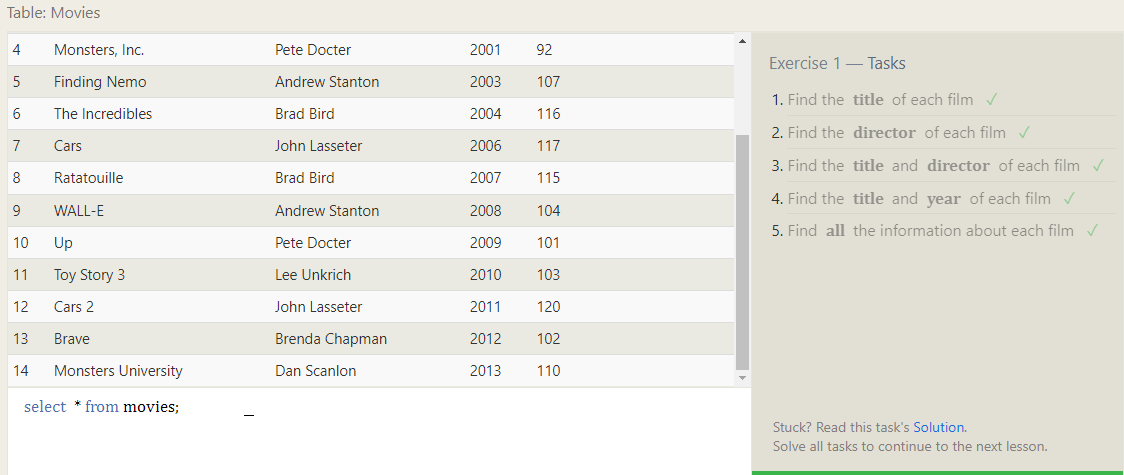 Table: Movies
4 Monsters, Inc. Pete Docter 2001 92
5 Finding Nemo Andrew Stanton 2003 107
6 The Incredibles Brad Bird 2004 116
7 Cars John Lasseter 2006 117
8 Ratatouille Brad Bird 2007 115
9 WALL-E Andrew Stanton 2008 104
10 Up Pete Docter 2009 101
11 Toy Story 3 Lee Unkrich 2010 103
12 Cars 2 John Lasseter 2011 120
13 Brave Brenda Chapman 2012 102
14 Monsters University Dan Scanlon 2013 110
select * from movies;
Exercise 1 — Tasks
1. Find the title of each film ✓
2. Find the director of each film ✓
3. Find the title and director of each film ✓
4. Find the title and year of each film ✓
5. Find all the information about each film ✓
Stuck? Read this task's Solution.
Solve all tasks to continue to the next lesson.